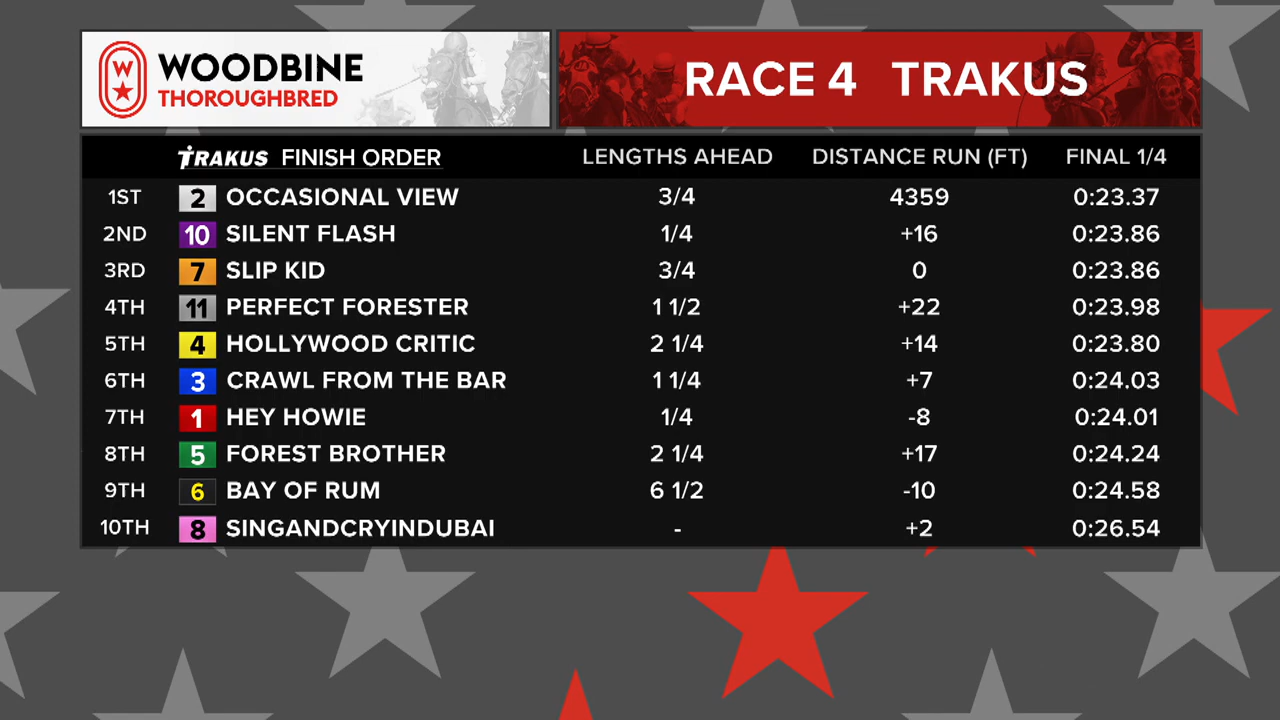 W WOODBINE
THOROUGHBRED
RACE 4 TRAKUS
TRAKUS FINISH ORDER LENGTHS AHEAD DISTANCE RUN (FT) FINAL 1/4
1ST 2 OCCASIONAL VIEW 3/4 4359 0:23.37
2ND 10 SILENT FLASH 1/4 +16 0:23.86
3RD 7 SLIP KID 3/4 0 0:23.86
4TH 11 PERFECT FORESTER 1 1/2 +22 0:23.98
5TH 4 HOLLYWOOD CRITIC 2 1/4 +14 0:23.80
6TH 3 CRAWL FROM THE BAR 1 1/4 +7 0:24.03
7TH 1 HEY HOWIE 1/4 -8 0:24.01
8TH 5 FOREST BROTHER 2 1/4 +17 0:24.24
9TH 6 BAY OF RUM 6 1/2 -10 0:24.58
10TH 8 SINGANDCRYINDUBAI - +2 0:26.54